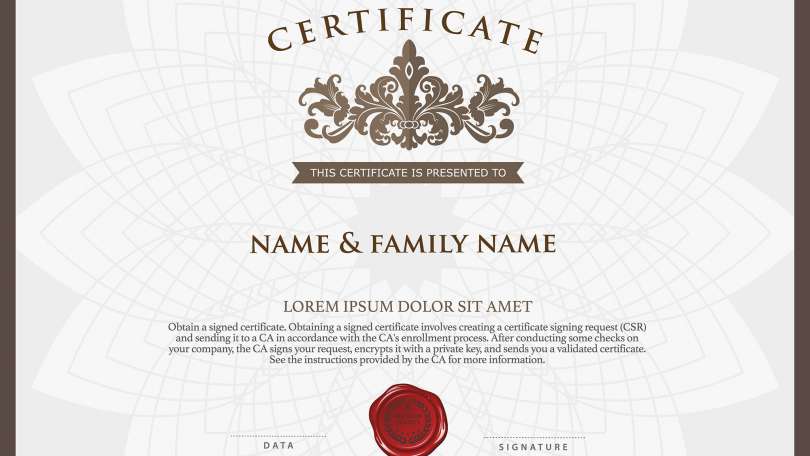 CERTIFICATE
THIS CERTIFICATE IS PRESENTED TO
NAME & FAMILY NAME
LOREM IPSUM DOLOR SIT AMET
Obtain a signed certificate. Obtaining a signed certificate involves creating a certificate signing request (CSR)
and sending it to a CA in accordance with the CA's enrollment process. After conducting some checks on
your company, the CA signs your request, encrypts it with a private key, and sends you a validated certificate.
See the instructions provided by the CA for more information.
DATA
SIGNATURE